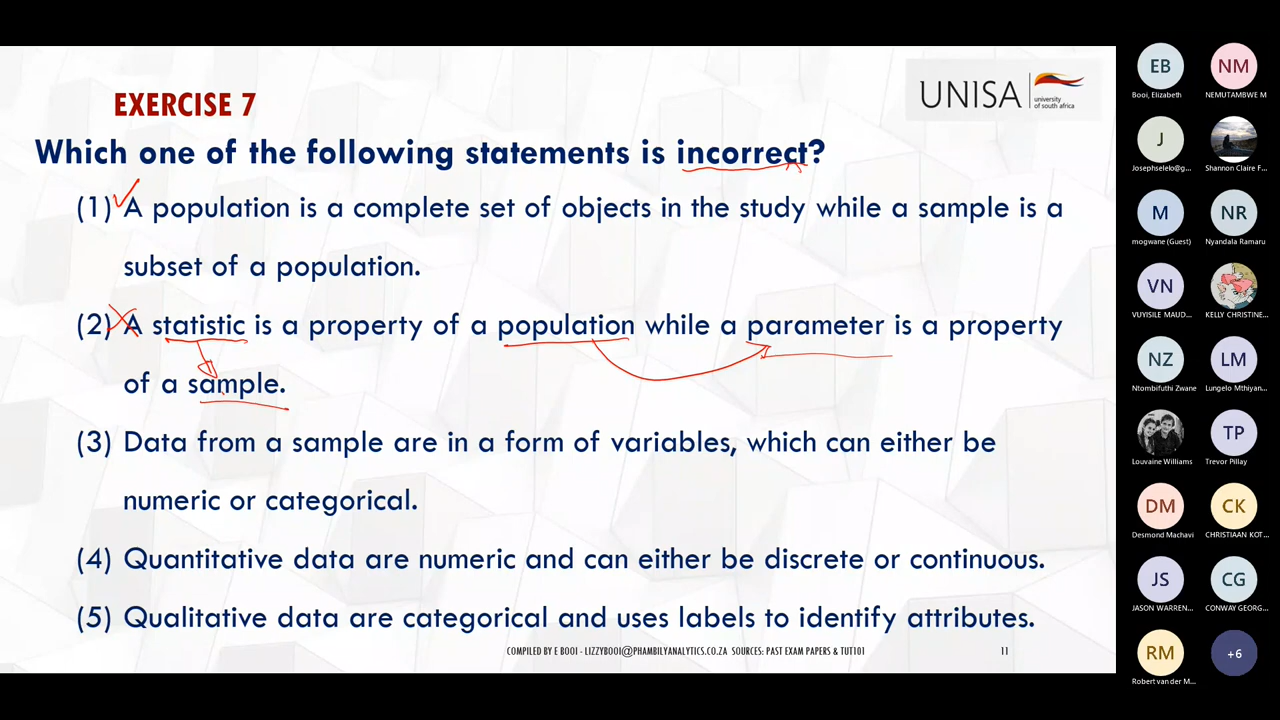 UNISA
university
of south africa
EXERCISE 7
Which one of the following statements is incorrect?
(1) A population is a complete set of objects in the study while a sample is a
subset of a population.
(2) A statistic is a property of a population while a parameter is a property
of a sample.
(3) Data from a sample are in a form of variables, which can either be
numeric or categorical.
(4) Quantitative data are numeric and can either be discrete or continuous.
(5) Qualitative data are categorical and uses labels to identify attributes.
COMPILED BY E BOOI - LIZZYBOOI@PHAMBILYANALYTICS.CO.ZA SOURCES: PAST EXAM PAPERS & TUT101
11
EB
NM
Booi, Elizabeth
NEMUTAMBWE M
J
Josephselelo@g...
Shannon Claire F...
M
NR
mogwane (Guest)
Nyandala Ramaru
VN
VUYISILE MAUD...
KELLY CHRISTINE...
NZ
LM
Ntombifuthi Zwane
Lungelo Mthiyan...
TP
Louvaine Williams
Trevor Pillay
DM
CK
Desmond Machavi
CHRISTIAAN KOT...
JS
CG
JASON WARREN...
CONWAY GEORG...
RM
+6
Robert van der M...